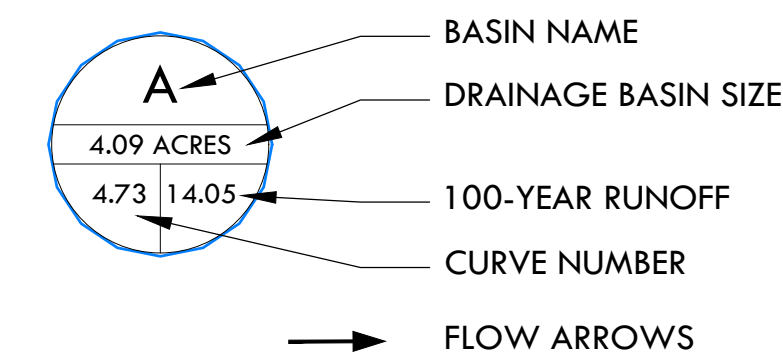 A
4.09 ACRES
4.73 14.05
BASIN NAME
DRAINAGE BASIN SIZE
100-YEAR RUNOFF
CURVE NUMBER
FLOW ARROWS